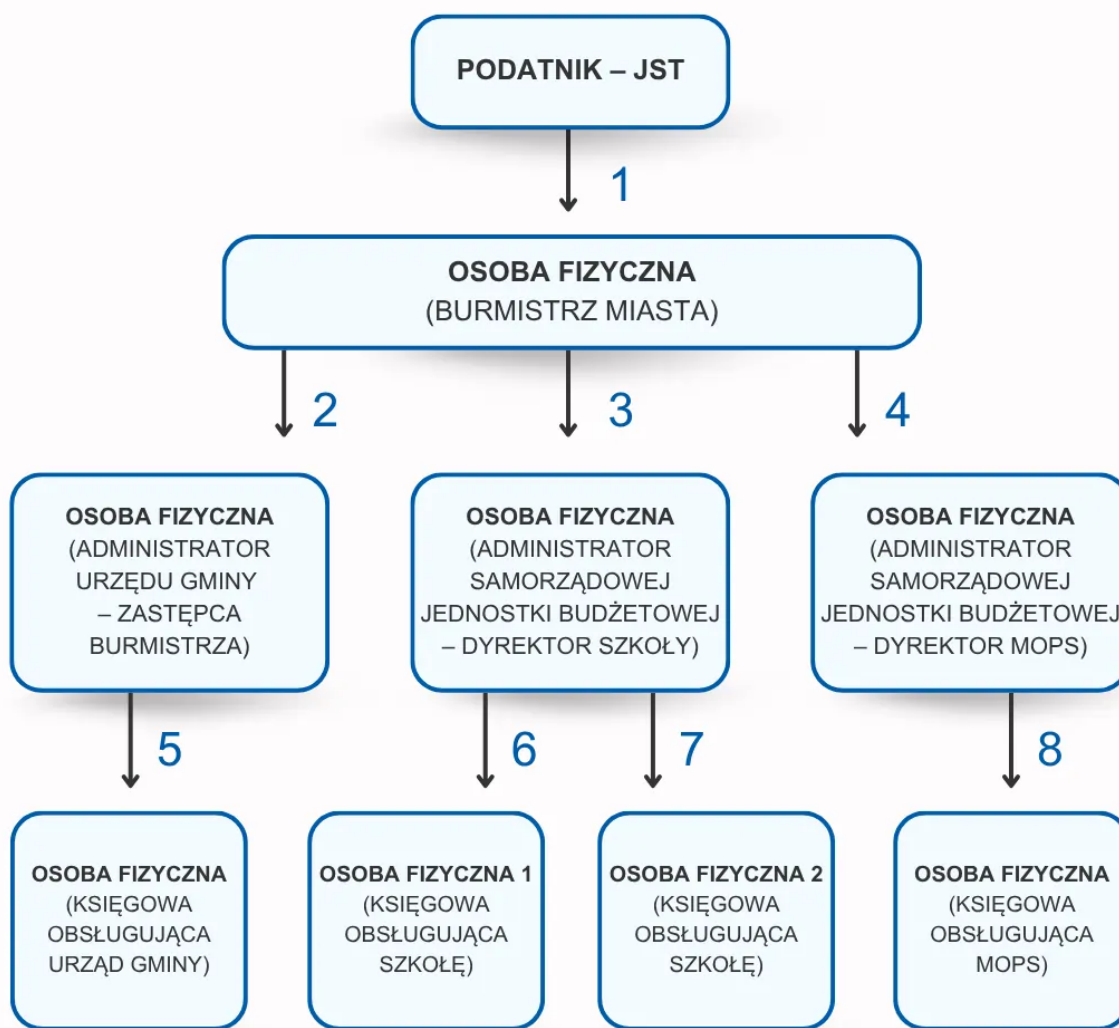 PODATNIK – JST
1
OSOBA FIZYCZNA
(BURMISTRZ MIASTA)
2
3
4
OSOBA FIZYCZNA
(ADMINISTRATOR
URZĘDU GMINY
– ZASTĘPCA
BURMISTRZA)
OSOBA FIZYCZNA
(ADMINISTRATOR
SAMORZĄDOWEJ
JEDNOSTKI BUDŻETOWEJ
– DYREKTOR SZKOŁY)
OSOBA FIZYCZNA
(ADMINISTRATOR
SAMORZĄDOWEJ
JEDNOSTKI BUDŻETOWEJ
– DYREKTOR MOPS)
5
6
7
8
OSOBA FIZYCZNA
(KSIĘGOWA
OBSŁUGUJĄCA
URZĄD GMINY)
OSOBA FIZYCZNA 1
(KSIĘGOWA
OBSŁUGUJĄCA
SZKOŁĘ)
OSOBA FIZYCZNA 2
(KSIĘGOWA
OBSŁUGUJĄCA
SZKOŁĘ)
OSOBA FIZYCZNA
(KSIĘGOWA
OBSŁUGUJĄCA
MOPS)